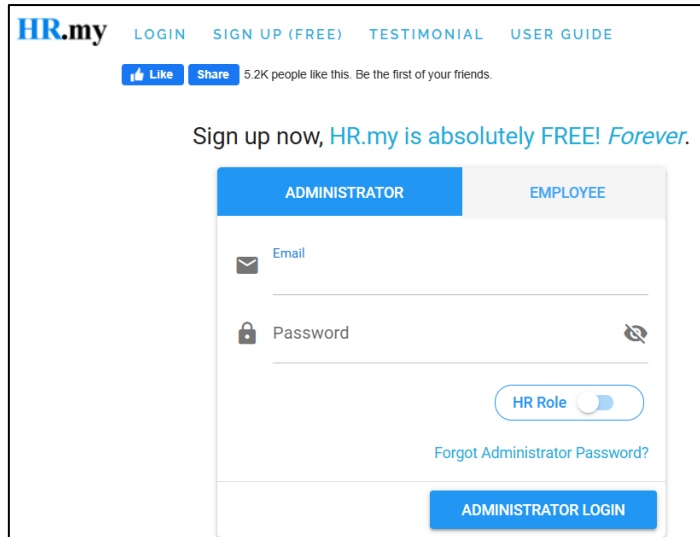 HR.my LOGIN SIGN UP (FREE) TESTIMONIAL USER GUIDE
Like Share 5.2K people like this. Be the first of your friends.
Sign up now, HR.my is absolutely FREE! Forever.
ADMINISTRATOR EMPLOYEE
Email
Password
HR Role
Forgot Administrator Password?
ADMINISTRATOR LOGIN